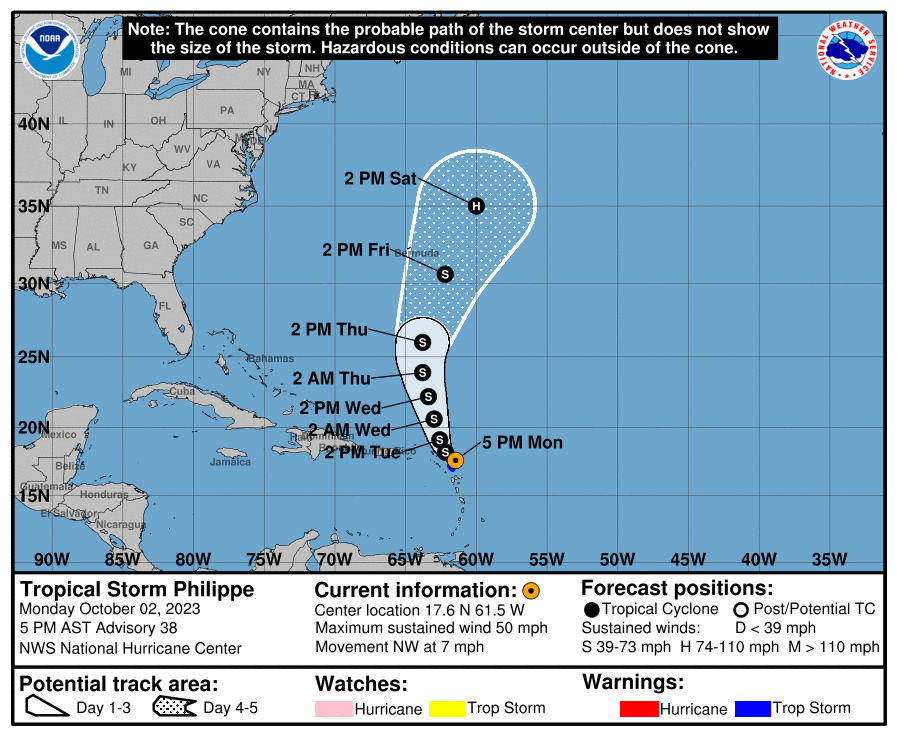 Note: The cone contains the probable path of the storm center but does not show
the size of the storm. Hazardous conditions can occur outside of the cone.
NOAA
NATIONAL WEATHER SERVICE
MI
NY
NH
MA
CT
PA
IL
IN
OH
40N
WV
KY
VA
TN
NC
35N
SC
MS
AL
GA
30N
FL
25N
Bahamas
Cuba
20N
Mexico
Jamaica
Belize
Guatemala
Honduras
15N
El Salvador
Nicaragua
Bermuda
2 PM Sat
H
2 PM Fri
S
2 PM Thu
S
2 AM Thu
S
2 PM Wed
S
2 AM Wed
S
2 PM Tue
S
S
5 PM Mon
90W 85W 80W 75W 70W 65W 60W 55W 50W 45W 40W 35W
Tropical Storm Philippe
Monday October 02, 2023
5 PM AST Advisory 38
NWS National Hurricane Center
Current information:
Center location 17.6 N 61.5 W
Maximum sustained wind 50 mph
Movement NW at 7 mph
Forecast positions:
Tropical Cyclone Post/Potential TC
Sustained winds: D < 39 mph
S 39-73 mph H 74-110 mph M > 110 mph
Potential track area:
Day 1-3 Day 4-5
Watches:
Hurricane Trop Storm
Warnings:
Hurricane Trop Storm